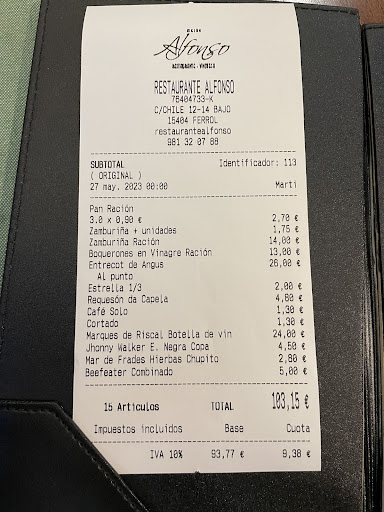 Alfonso
RESTAURANTE - VINOTECA
RESTAURANTE ALFONSO
76404733-K
C/CHILE 12-14 BAJO
15404 FERROL
restaurantealfonso
981 32 07 88
SUBTOTAL Identificador: 113
( ORIGINAL )
27 may. 2023 00:00 Marti
Pan Ración
3.0 x 0,90 € 2,70 €
Zamburiña + unidades 1,75 €
Zamburiña Ración 14,00 €
Boquerones en Vinagre Ración 13,00 €
Entrecot de Angus 26,00 €
Al punto
Estrella 1/3 2,00 €
Requesón da Capela 4,80 €
Café Solo 1,30 €
Cortado 1,30 €
Marques de Riscal Botella de vin 24,00 €
Jhonny Walker E. Negra Copa 4,50 €
Mar de Frades Hierbas Chupito 2,80 €
Beefeater Combinado 5,00 €
15 Artículos TOTAL 103,15 €
Impuestos incluidos Base Cuota
IVA 10% 93,77 € 9,38 €